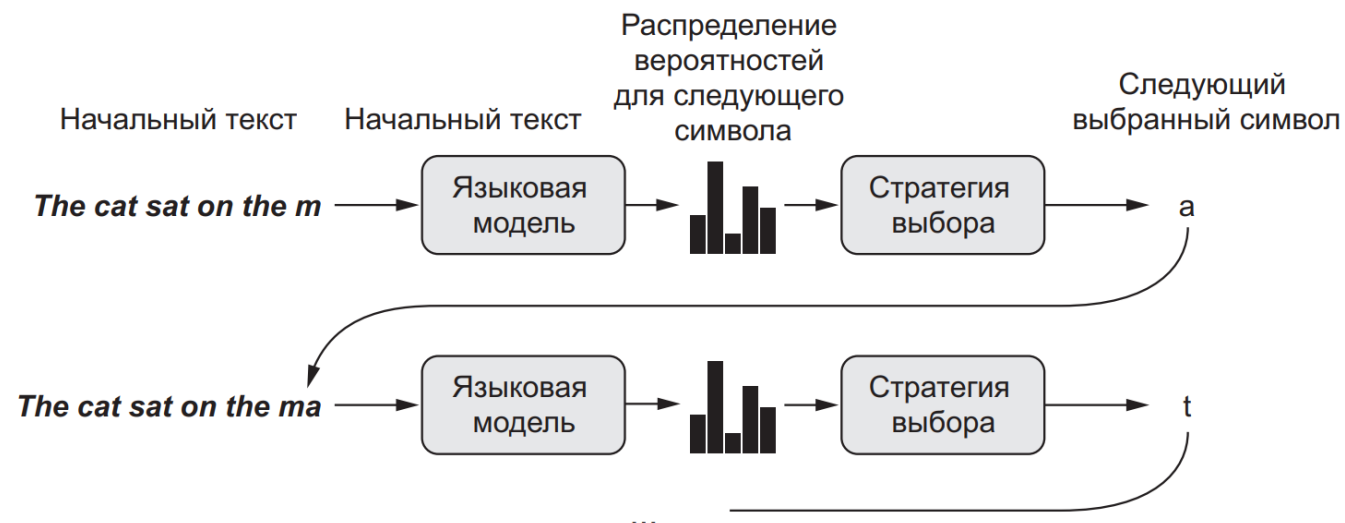 Начальный текст
Начальный текст
Распределение
вероятностей
для следующего
символа
Следующий
выбранный символ
The cat sat on the m
Языковая
модель
Стратегия
выбора
a
The cat sat on the ma
Языковая
модель
Стратегия
выбора
t
...